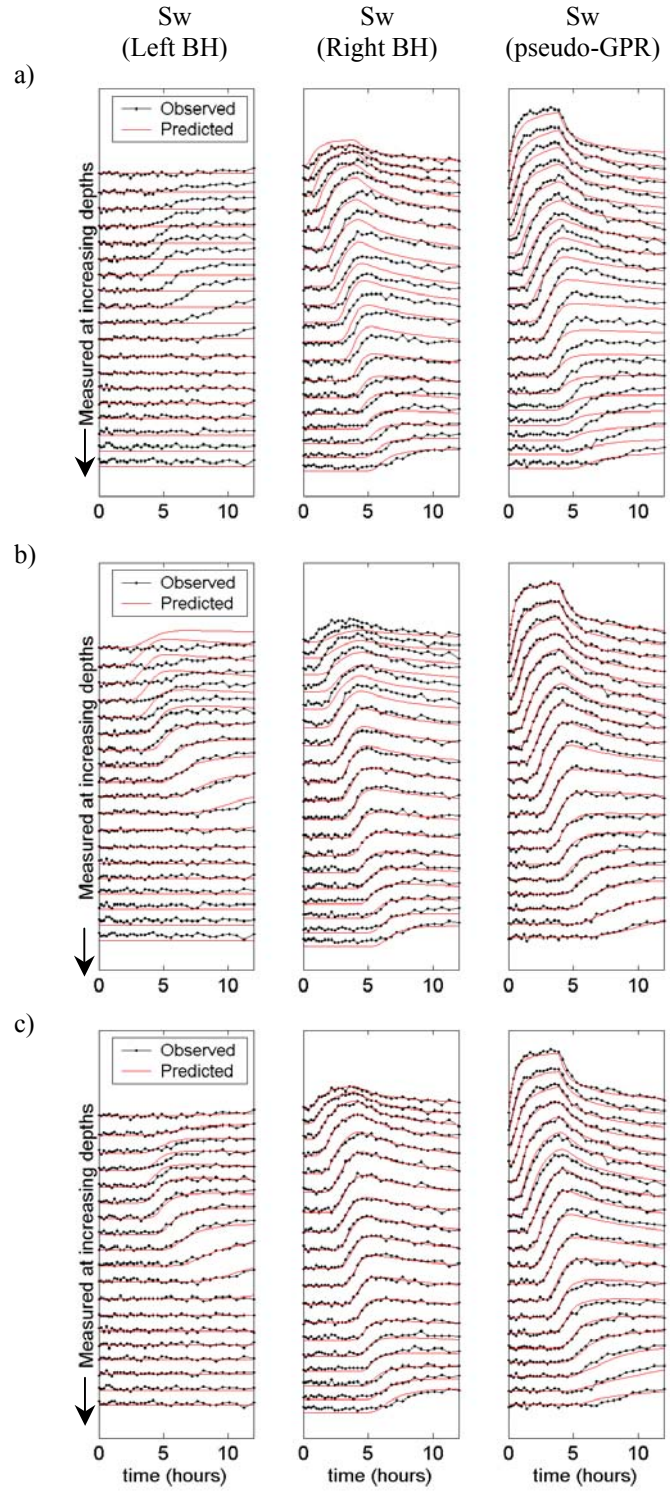 Sw
(Left BH)
Sw
(Right BH)
Sw
(pseudo-GPR)
a)
Observed
Predicted
Measured at increasing depths
0 5 10
0 5 10
0 5 10
b)
Observed
Predicted
Measured at increasing depths
0 5 10
0 5 10
0 5 10
c)
Observed
Predicted
Measured at increasing depths
0 5 10
0 5 10
0 5 10
time (hours)
time (hours)
time (hours)